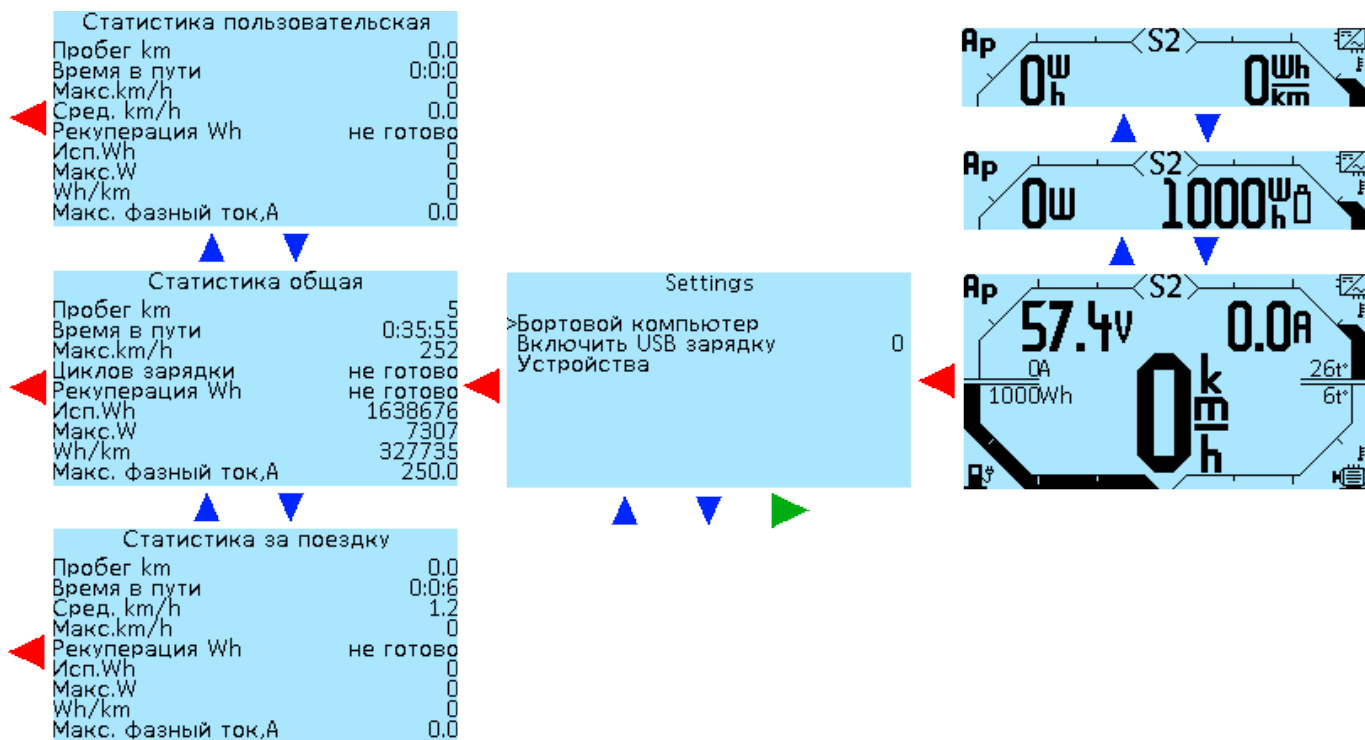 Статистика пользовательская
Пробег km 0.0
Время в пути 0:0:0
Макс.km/h 0
Сред. km/h 0.0
Рекуперация Wh не готово
Исп.Wh 0
Макс.W 0
Wh/km 0
Макс. фазный ток,А 0.0
Статистика общая
Пробег km 5
Время в пути 0:35:55
Макс.km/h 252
Циклов зарядки не готово
Рекуперация Wh не готово
Исп.Wh 1638676
Макс.W 7307
Wh/km 327735
Макс. фазный ток,А 250.0
Статистика за поездку
Пробег km 0.0
Время в пути 0:0:6
Сред. km/h 1.2
Макс.km/h 0
Рекуперация Wh не готово
Исп.Wh 0
Макс.W 0
Wh/km 0
Макс. фазный ток,А 0.0
Settings
>Бортовой компьютер
Включить USB зарядку 0
Устройства
Ap S2
0Wh 0Wh/km
Ap S2
0W 1000Wh
Ap S2
57.4V 0.0A
0A 26t°
1000Wh 6t°
0km/h